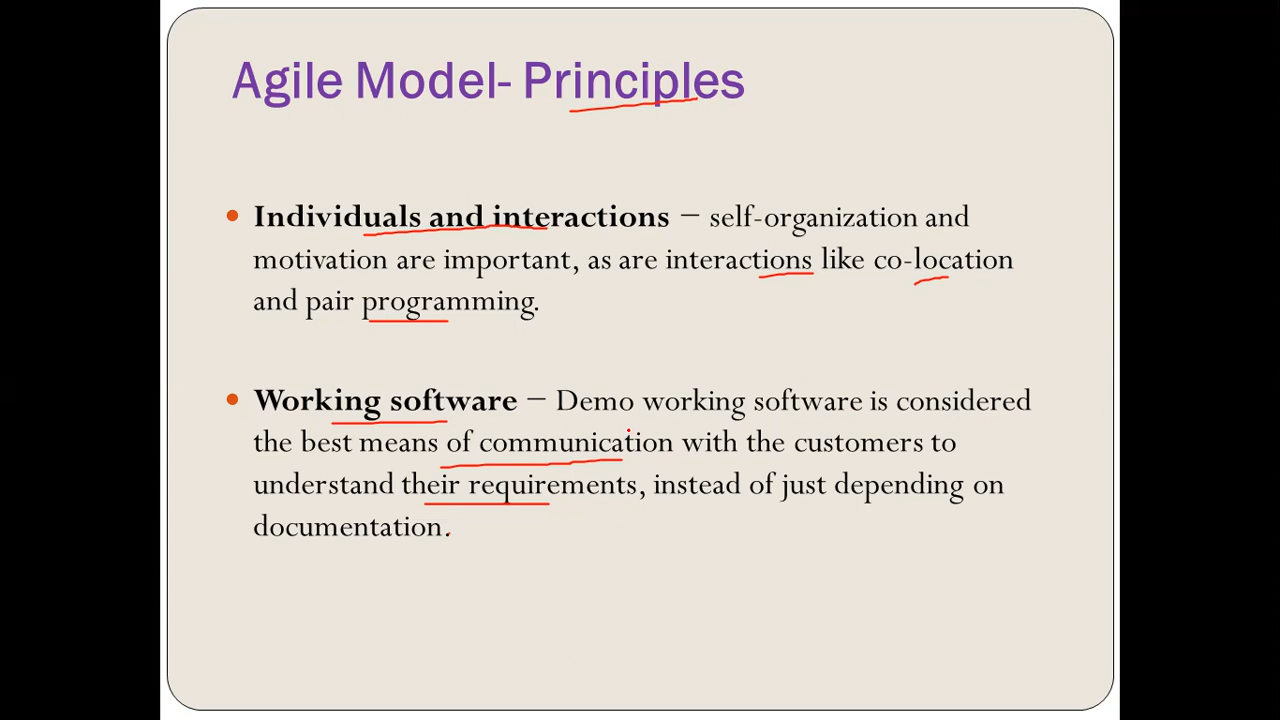 Agile Model- Principles
• Individuals and interactions − self-organization and
motivation are important, as are interactions like co-location
and pair programming.
• Working software − Demo working software is considered
the best means of communication with the customers to
understand their requirements, instead of just depending on
documentation.